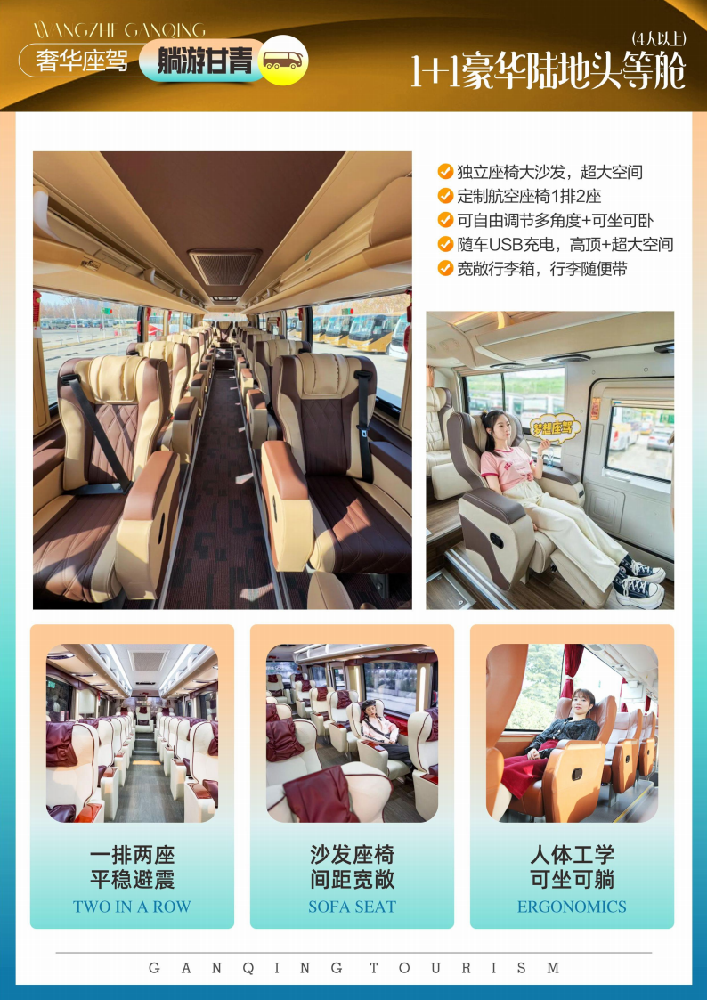 WANGZHE GANQING
奢华座驾
躺游甘青
(4人以上)
1+1豪华陆地头等舱
独立座椅大沙发，超大空间
定制航空座椅1排2座
可自由调节多角度+可坐可卧
随车USB充电，高顶+超大空间
宽敞行李箱，行李随便带
梦想座驾
一排两座
平稳避震
TWO IN A ROW
沙发座椅
间距宽敞
SOFA SEAT
人体工学
可坐可躺
ERGONOMICS
GANQING TOURISM